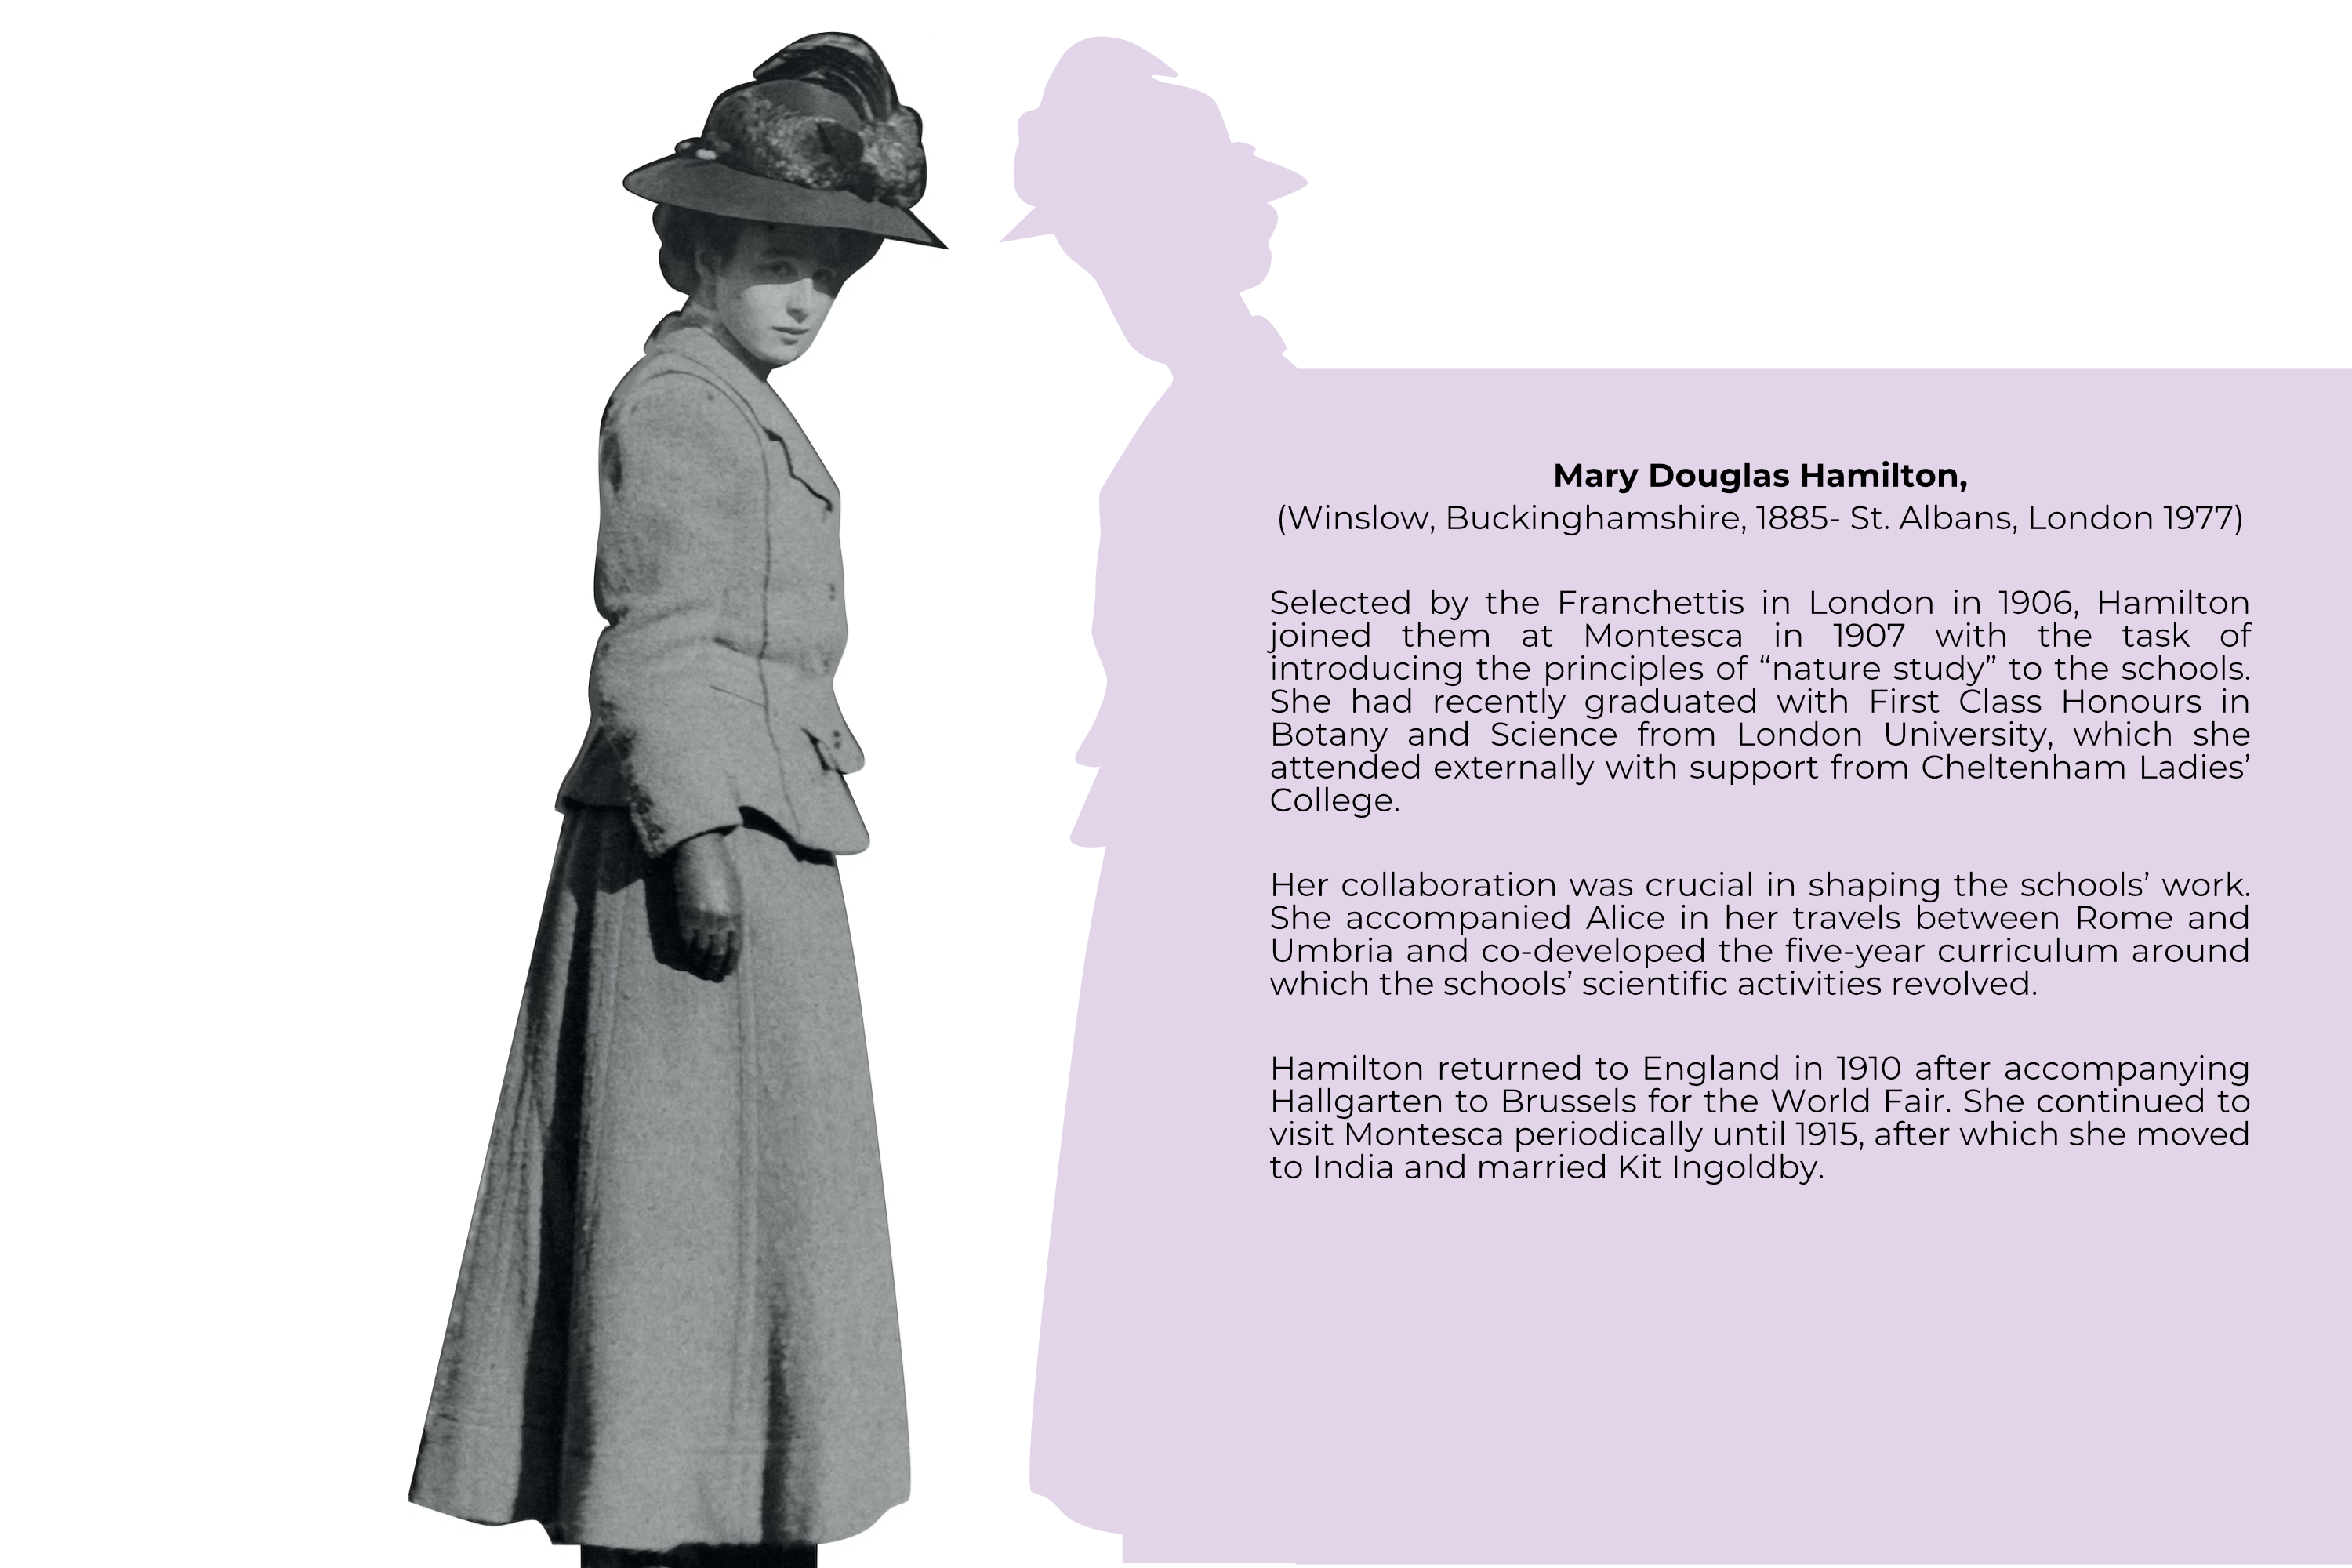 Mary Douglas Hamilton,
(Winslow, Buckinghamshire, 1885- St. Albans, London 1977)
Selected by the Franchettis in London in 1906, Hamilton
joined them at Montesca in 1907 with the task of
introducing the principles of “nature study” to the schools.
She had recently graduated with First Class Honours in
Botany and Science from London University, which she
attended externally with support from Cheltenham Ladies’
College.
Her collaboration was crucial in shaping the schools’ work.
She accompanied Alice in her travels between Rome and
Umbria and co-developed the five-year curriculum around
which the schools’ scientific activities revolved.
Hamilton returned to England in 1910 after accompanying
Hallgarten to Brussels for the World Fair. She continued to
visit Montesca periodically until 1915, after which she moved
to India and married Kit Ingoldby.